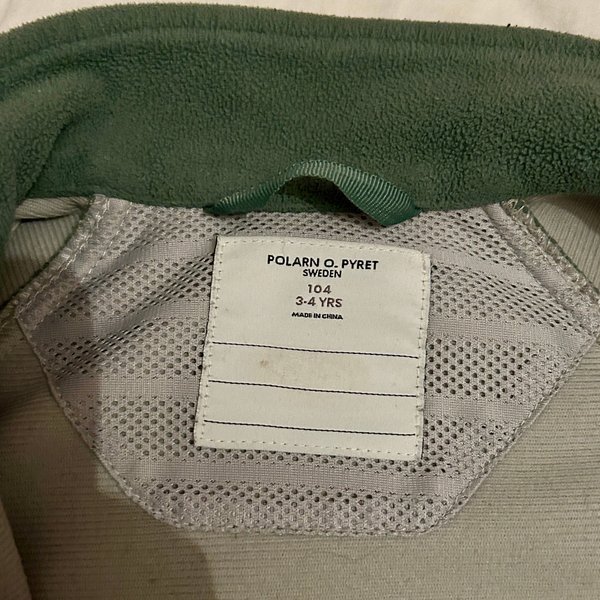 POLARN O. PYRET
SWEDEN
104
3-4 YRS
MADE IN CHINA